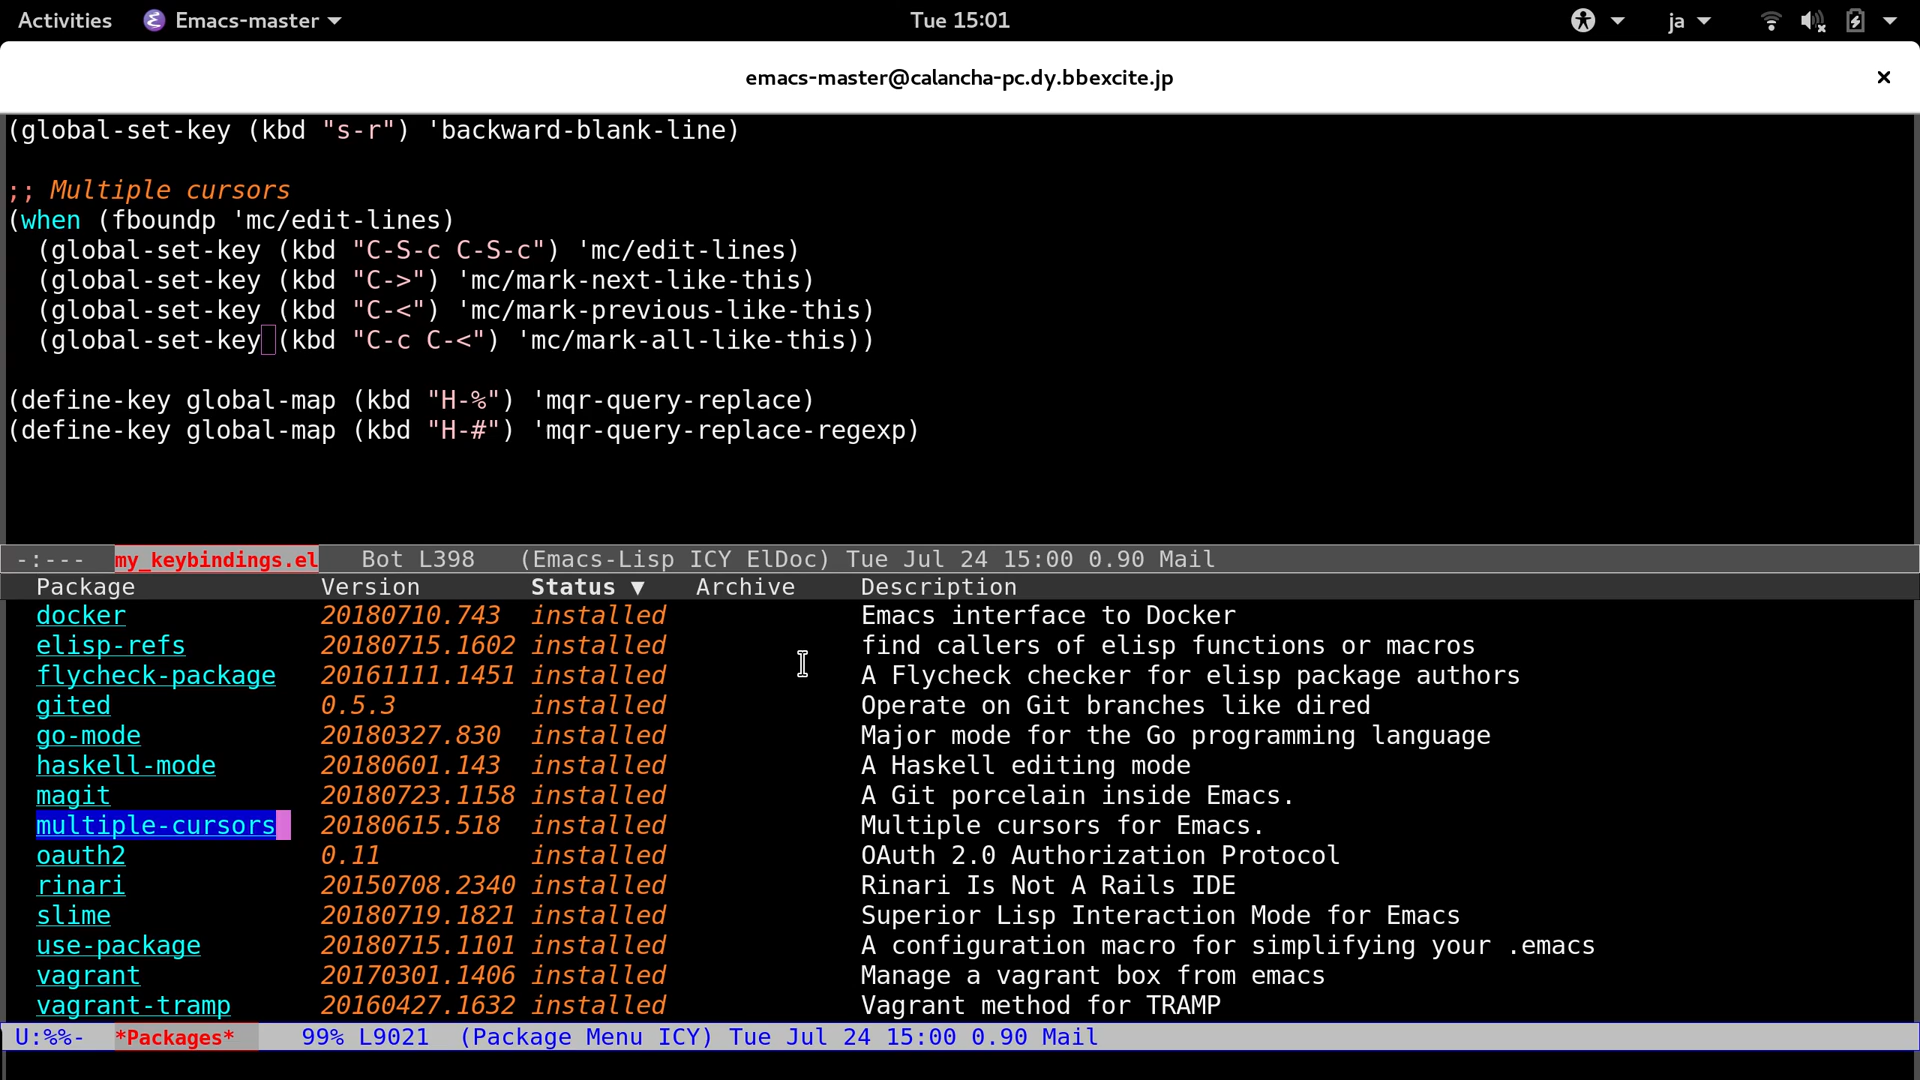 Activities Emacs-master Tue 15:01 ja
emacs-master@calancha-pc.dy.bbexcite.jp ×
(global-set-key (kbd "s-r") 'backward-blank-line)
;; Multiple cursors
(when (fboundp 'mc/edit-lines)
  (global-set-key (kbd "C-S-c C-S-c") 'mc/edit-lines)
  (global-set-key (kbd "C->") 'mc/mark-next-like-this)
  (global-set-key (kbd "C-<") 'mc/mark-previous-like-this)
  (global-set-key (kbd "C-c C-<") 'mc/mark-all-like-this))
(define-key global-map (kbd "H-%") 'mqr-query-replace)
(define-key global-map (kbd "H-#") 'mqr-query-replace-regexp)
-:--- my_keybindings.el Bot L398 (Emacs-Lisp ICY ElDoc) Tue Jul 24 15:00 0.90 Mail
Package Version Status ▼ Archive Description
docker 20180710.743 installed Emacs interface to Docker
elisp-refs 20180715.1602 installed find callers of elisp functions or macros
flycheck-package 20161111.1451 installed A Flycheck checker for elisp package authors
gited 0.5.3 installed Operate on Git branches like dired
go-mode 20180327.830 installed Major mode for the Go programming language
haskell-mode 20180601.143 installed A Haskell editing mode
magit 20180723.1158 installed A Git porcelain inside Emacs.
multiple-cursors 20180615.518 installed Multiple cursors for Emacs.
oauth2 0.11 installed OAuth 2.0 Authorization Protocol
rinari 20150708.2340 installed Rinari Is Not A Rails IDE
slime 20180719.1821 installed Superior Lisp Interaction Mode for Emacs
use-package 20180715.1101 installed A configuration macro for simplifying your .emacs
vagrant 20170301.1406 installed Manage a vagrant box from emacs
vagrant-tramp 20160427.1632 installed Vagrant method for TRAMP
U:%%- *Packages* 99% L9021 (Package Menu ICY) Tue Jul 24 15:00 0.90 Mail